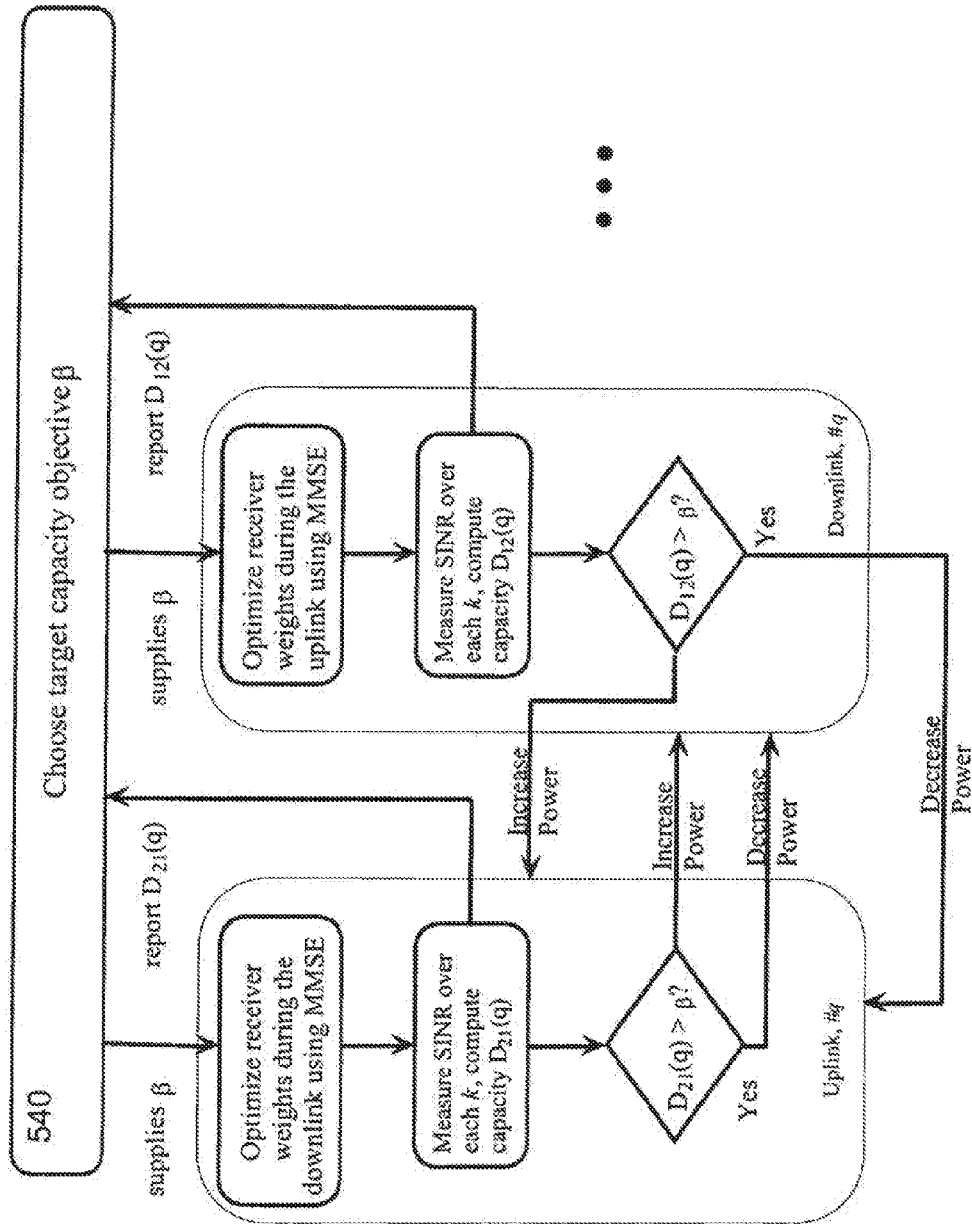 540
Choose target capacity objective β
supplies β
report D21(q)
supplies β
report D12(q)
Optimize receiver
weights during the
downlink using MMSE
Measure SINR over
each k, compute
capacity D21(q)
D21(q) > β?
Yes
Uplink, #q
Increase
Power
Increase
Power
Decrease
Power
Optimize receiver
weights during the
uplink using MMSE
Measure SINR over
each k, compute
capacity D12(q)
D12(q) > β?
Yes
Downlink, #q
Decrease
Power